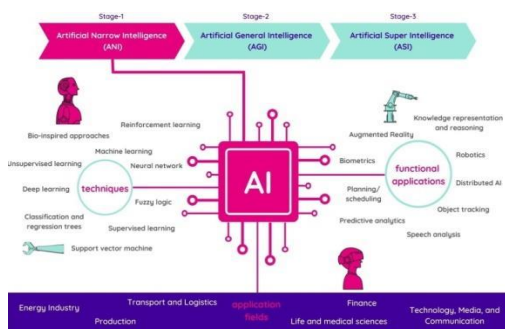 Stage-1
Stage-2
Stage-3
Artificial Narrow Intelligence
(ANI)
Artificial General Intelligence
(AGI)
Artificial Super Intelligence
(ASI)
Bio-inspired approaches
Reinforcement learning
Machine learning
Unsupervised learning
Neural network
Deep learning
techniques
Fuzzy logic
Classification and
regression trees
Supervised learning
Support vector machine
AI
Knowledge representation
and reasoning
Augmented Reality
Biometrics
Robotics
functional
applications
Planning/
scheduling
Distributed AI
Object tracking
Predictive analytics
Speech analysis
Energy Industry
Transport and Logistics
Production
application
fields
Finance
Life and medical sciences
Technology, Media, and
Communication